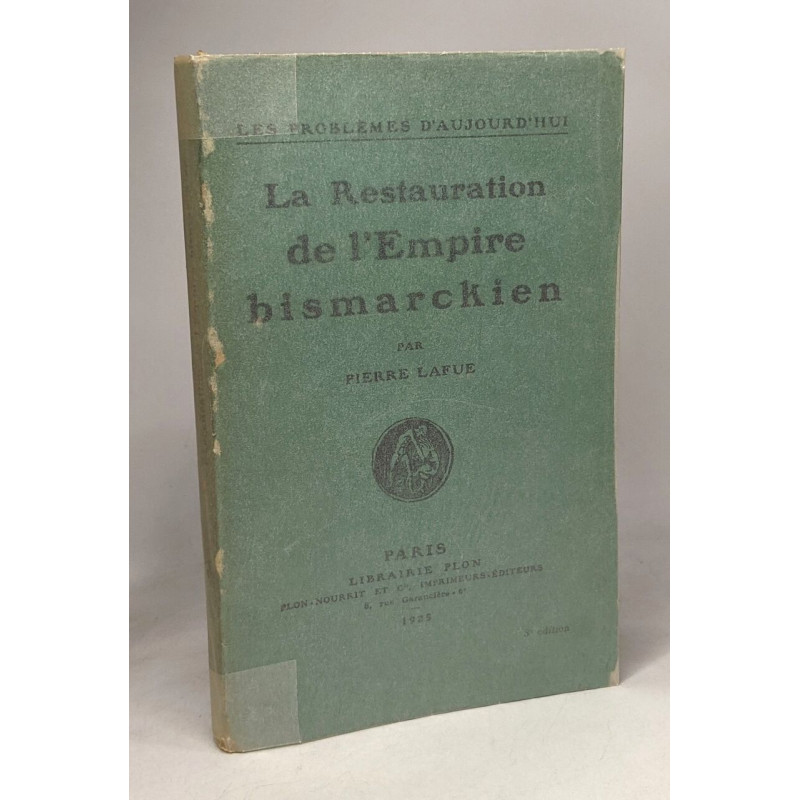 LES PROBLÈMES D'AUJOURD'HUI
La Restauration
de l'Empire
bismarckien
PAR
PIERRE LAFUE
PARIS
LIBRAIRIE PLON
PLON-NOURRIT ET Cie, IMPRIMEURS-ÉDITEURS
8, rue Garancière - 6e
1925
édition